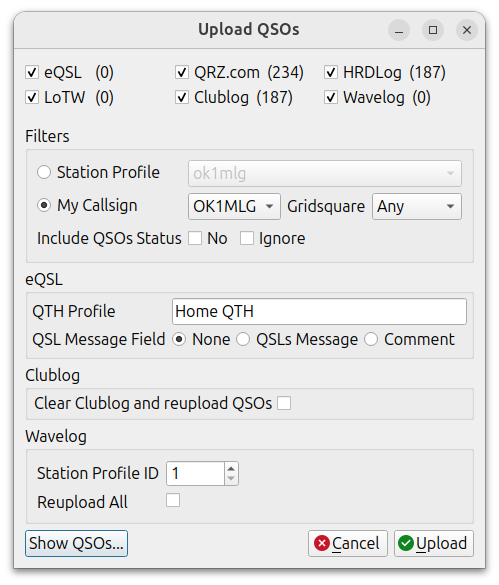 Upload QSOs
eQSL (0) QRZ.com (234) HRDLog (187)
LoTW (0) Clublog (187) Wavelog (0)
Filters
Station Profile ok1mlg
My Callsign OK1MLG Gridsquare Any
Include QSOs Status No Ignore
eQSL
QTH Profile Home QTH
QSL Message Field None QSLs Message Comment
Clublog
Clear Clublog and reupload QSOs
Wavelog
Station Profile ID 1
Reupload All
Show QSOs... Cancel Upload